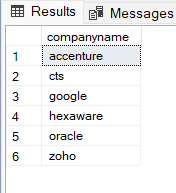 Results Messages
companyname
1 accenture
2 cts
3 google
4 hexaware
5 oracle
6 zoho